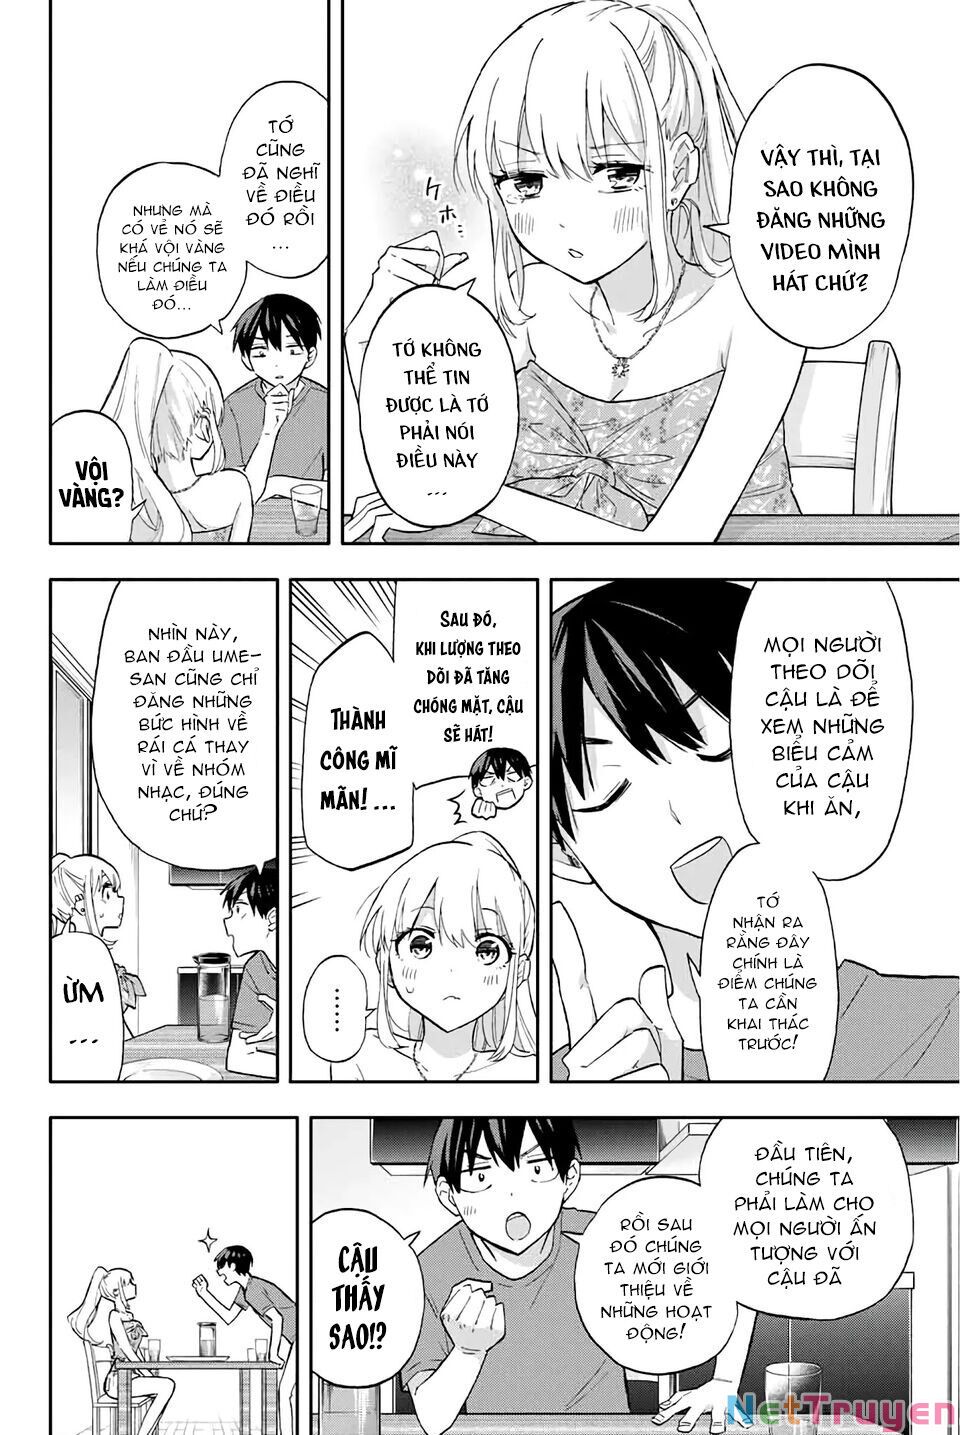 VẬY THÌ, TẠI
SAO KHÔNG
ĐĂNG NHỮNG
VIDEO MÌNH
HÁT CHỨ?
ケホ…
TỚ KHÔNG
THỂ TIN
ĐƯỢC LÀ TỚ
PHẢI NÓI
ĐIỀU NÀY
...
TỚ
CŨNG
ĐÃ NGHĨ
VỀ ĐIỀU
ĐÓ RỒI
...
NHƯNG MÀ
CÓ VẺ NÓ SẼ
KHÁ VỘI VÀNG
NẾU CHÚNG TA
LÀM ĐIỀU
ĐÓ...
VỘI
VÀNG?
MỌI NGƯỜI
THEO DÕI
CẬU LÀ ĐỂ
XEM NHỮNG
BIỂU CẢM
CỦA CẬU
KHI ĂN,
TỚ
NHẬN RA
RẰNG ĐÂY
CHÍNH LÀ
ĐIỂM CHÚNG
TA CẦN
KHAI THÁC
TRƯỚC!
SAU ĐÓ,
KHI LƯỢNG THEO
DÕI ĐÃ TĂNG
CHÓNG MẶT, CẬU
SẼ HÁT!
THÀNH
CÔNG MĨ
MÃN! ...
......
NHÌN NÀY,
BAN ĐẦU UME-
SAN CŨNG CHỈ
ĐĂNG NHỮNG
BỨC HÌNH VỀ
RÁI CÁ THAY
VÌ VỀ NHÓM
NHẠC, ĐÚNG
CHỨ?
ỪM
...
ĐẦU TIÊN,
CHÚNG TA
PHẢI LÀM CHO
MỌI NGƯỜI ẤN
TƯỢNG VỚI
CẬU ĐÃ
RỒI SAU
ĐÓ CHÚNG
TA MỚI GIỚI
THIỆU VỀ
NHỮNG HOẠT
ĐỘNG!
CẬU
THẤY
SAO!?
NetTruyen